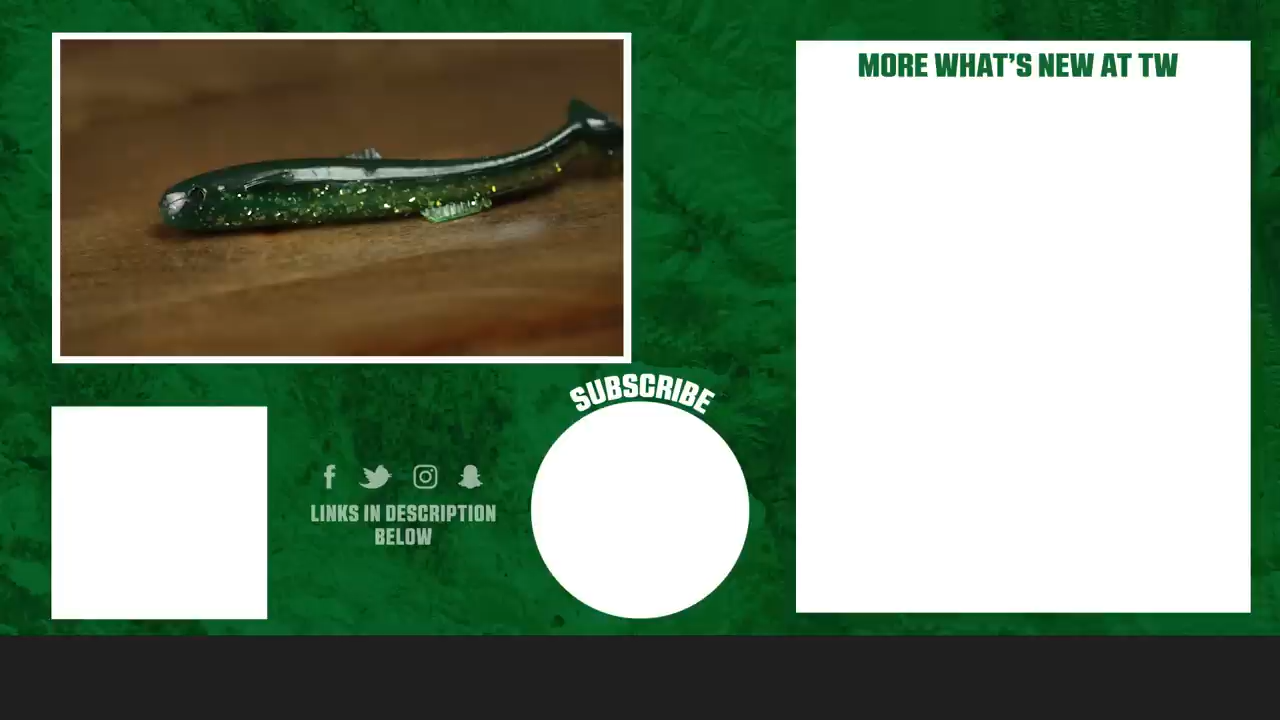 MORE WHAT'S NEW AT TW
SUBSCRIBE
LINKS IN DESCRIPTION
BELOW